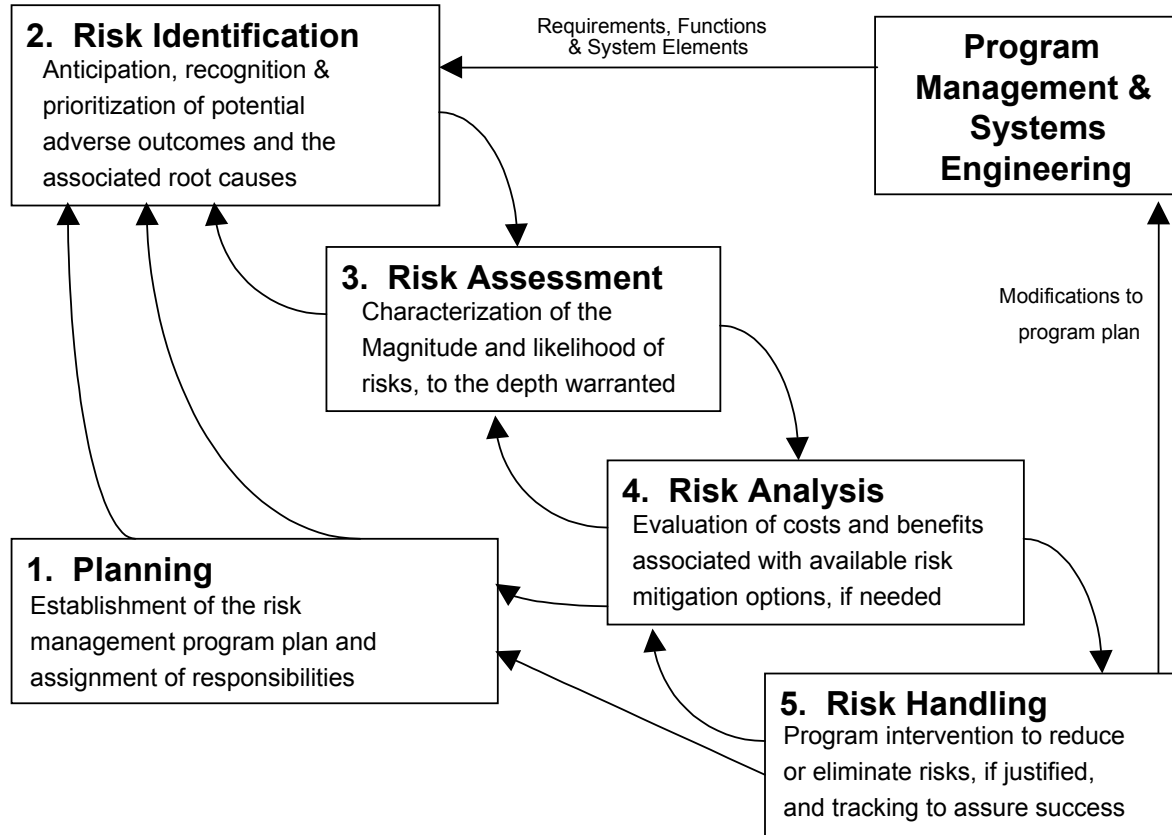 2. Risk Identification
Anticipation, recognition &
prioritization of potential
adverse outcomes and the
associated root causes
Requirements, Functions
& System Elements
Program
Management &
Systems
Engineering
3. Risk Assessment
Characterization of the
Magnitude and likelihood of
risks, to the depth warranted
Modifications to
program plan
4. Risk Analysis
Evaluation of costs and benefits
associated with available risk
mitigation options, if needed
1. Planning
Establishment of the risk
management program plan and
assignment of responsibilities
5. Risk Handling
Program intervention to reduce
or eliminate risks, if justified,
and tracking to assure success